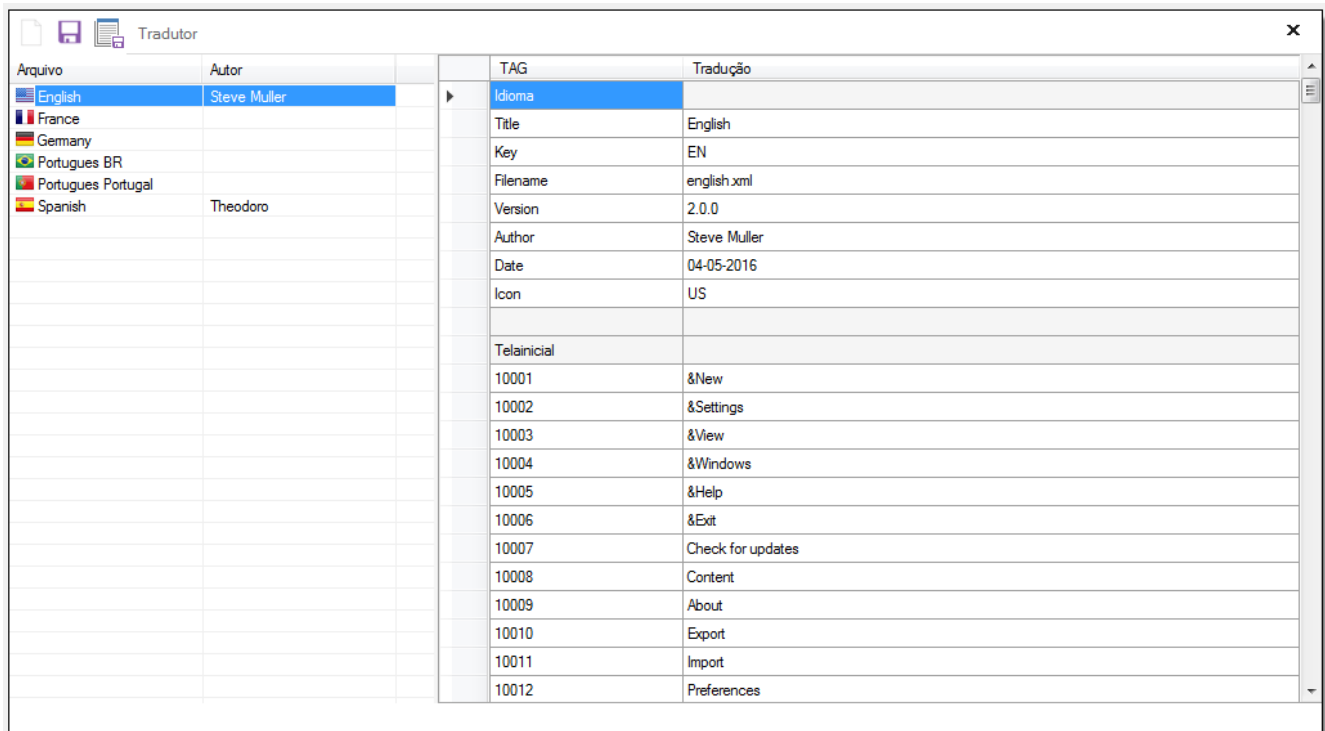 Tradutor
Arquivo Autor
English Steve Muller
France
Germany
Portugues BR
Portugues Portugal
Spanish Theodoro
TAG Tradução
Idioma
Title English
Key EN
Filename english.xml
Version 2.0.0
Author Steve Muller
Date 04-05-2016
Icon US
Telainicial
10001 &New
10002 &Settings
10003 &View
10004 &Windows
10005 &Help
10006 &Exit
10007 Check for updates
10008 Content
10009 About
10010 Export
10011 Import
10012 Preferences